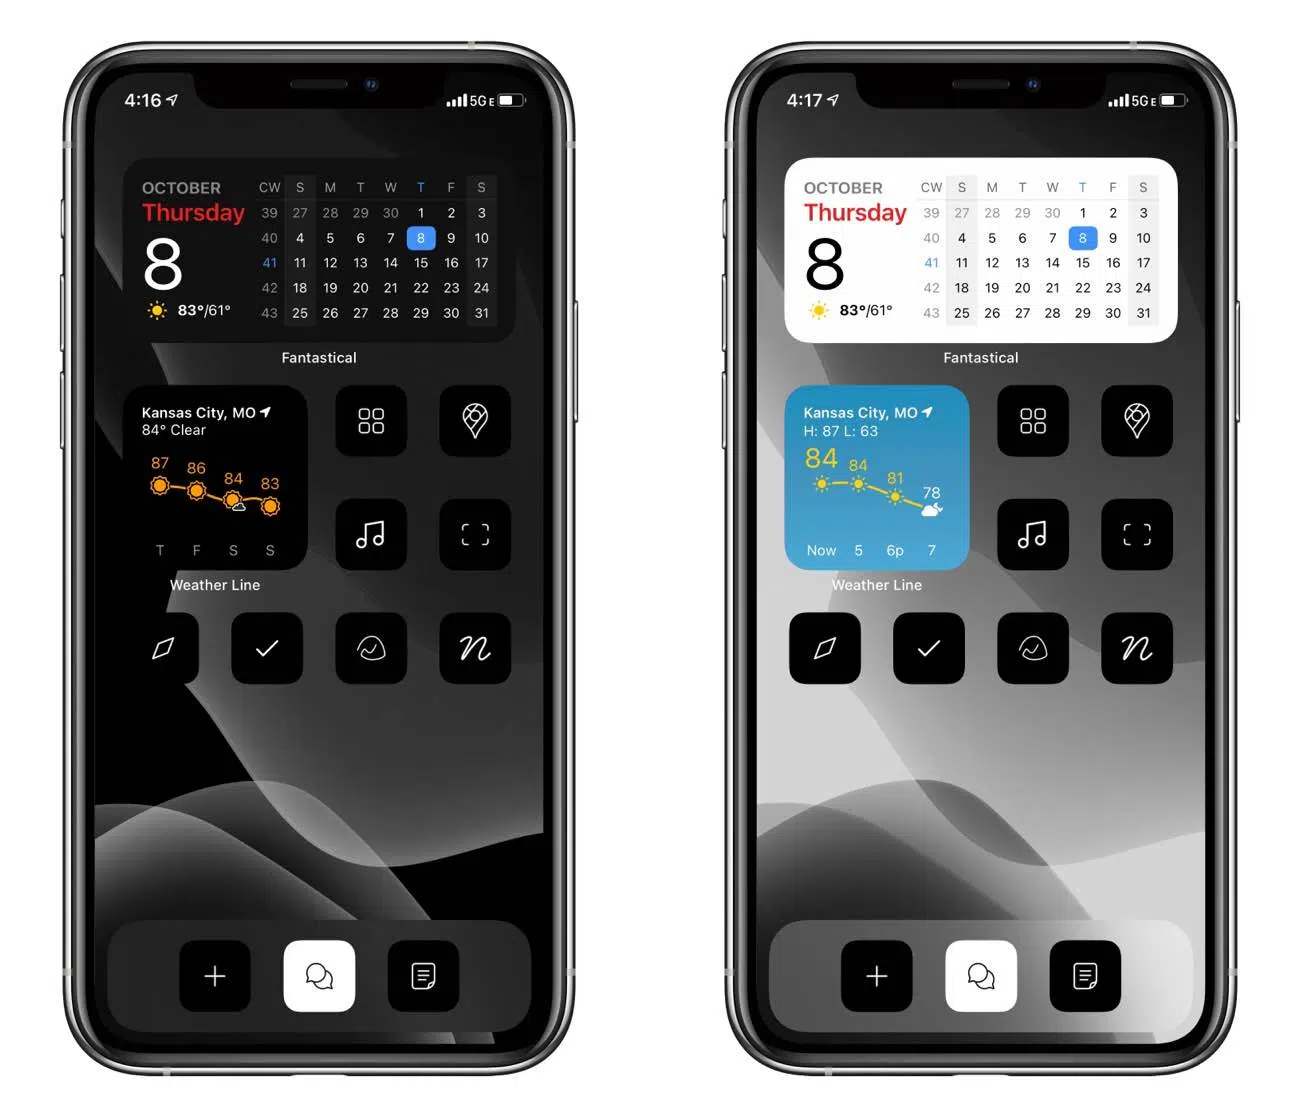 4:16
5G E
OCTOBER
Thursday
8
83°/61°
CW S M T W T F S
39 27 28 29 30 1 2 3
40 4 5 6 7 8 9 10
41 11 12 13 14 15 16 17
42 18 19 20 21 22 23 24
43 25 26 27 28 29 30 31
Fantastical
Kansas City, MO
84° Clear
87 86 84 83
T F S S
Weather Line
n
4:17
5G E
OCTOBER
Thursday
8
83°/61°
CW S M T W T F S
39 27 28 29 30 1 2 3
40 4 5 6 7 8 9 10
41 11 12 13 14 15 16 17
42 18 19 20 21 22 23 24
43 25 26 27 28 29 30 31
Fantastical
Kansas City, MO
H: 87 L: 63
84 84 81 78
Now 5 6p 7
Weather Line
n